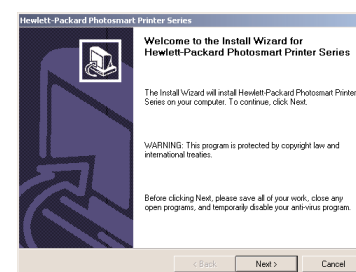 Hewlett-Packard Photosmart Printer Series
Welcome to the Install Wizard for
Hewlett-Packard Photosmart Printer Series
The Install Wizard will install Hewlett-Packard Photosmart Printer
Series on your computer. To continue, click Next.
WARNING: This program is protected by copyright law and
international treaties.
Before clicking Next, please save all of your work, close any
open programs, and temporarily disable your anti-virus program.
< Back
Next >
Cancel